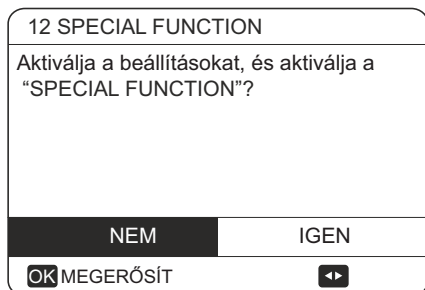 12 SPECIAL FUNCTION
Aktiválja a beállításokat, és aktiválja a
“SPECIAL FUNCTION”?
NEM IGEN
OK MEGERŐSÍT